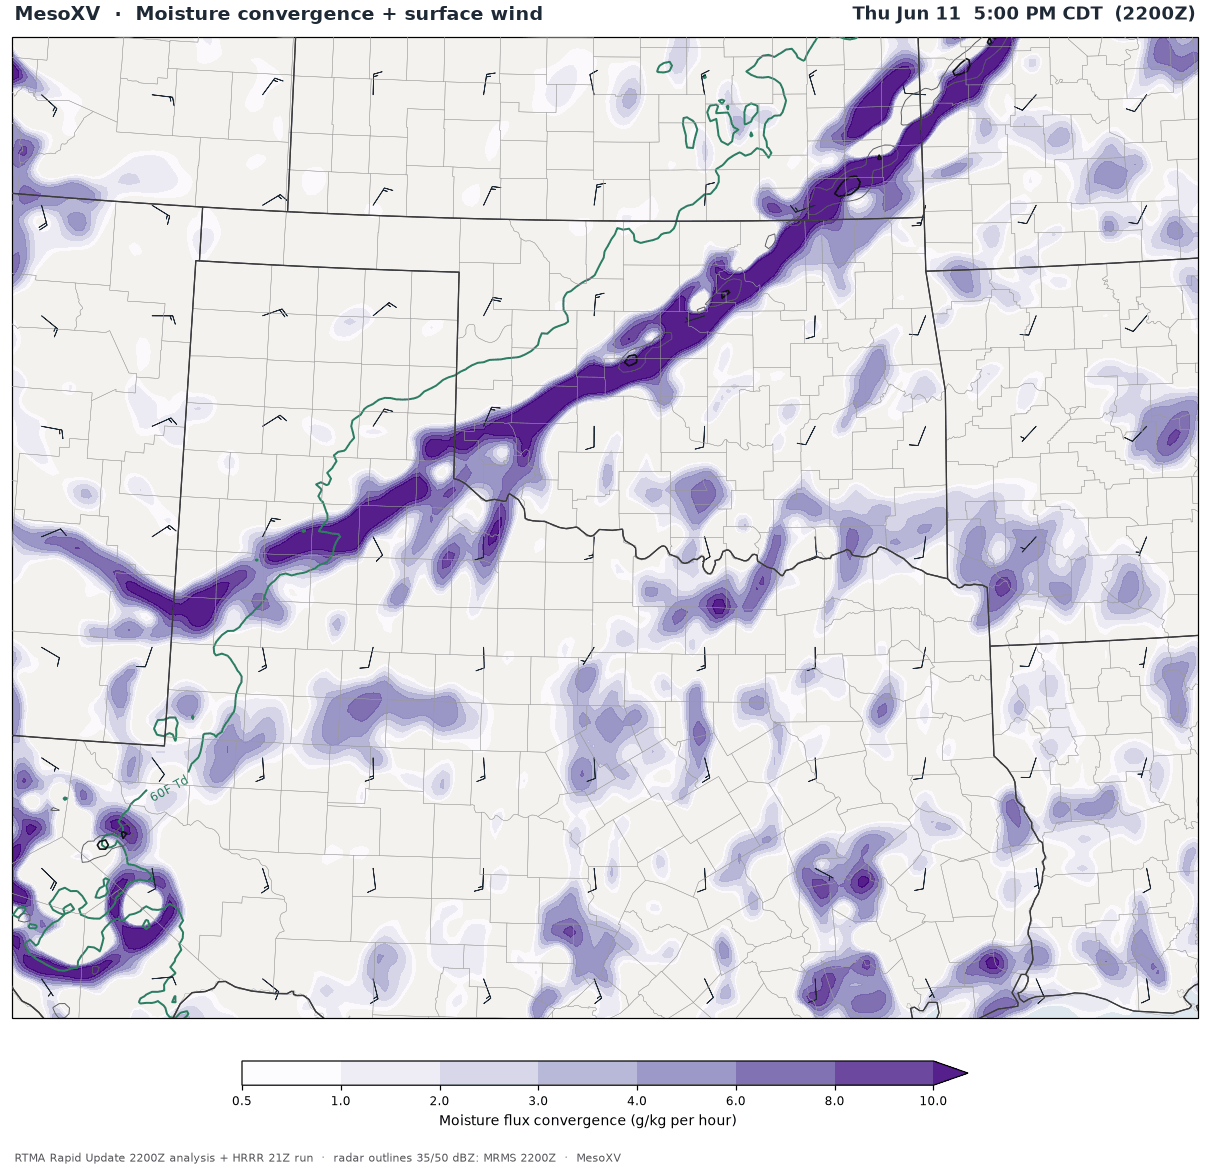 MesoXV · Moisture convergence + surface wind
Thu Jun 11 5:00 PM CDT (2200Z)
60F Td
0.5 1.0 2.0 3.0 4.0 6.0 8.0 10.0
Moisture flux convergence (g/kg per hour)
RTMA Rapid Update 2200Z analysis + HRRR 21Z run · radar outlines 35/50 dBZ: MRMS 2200Z · MesoXV